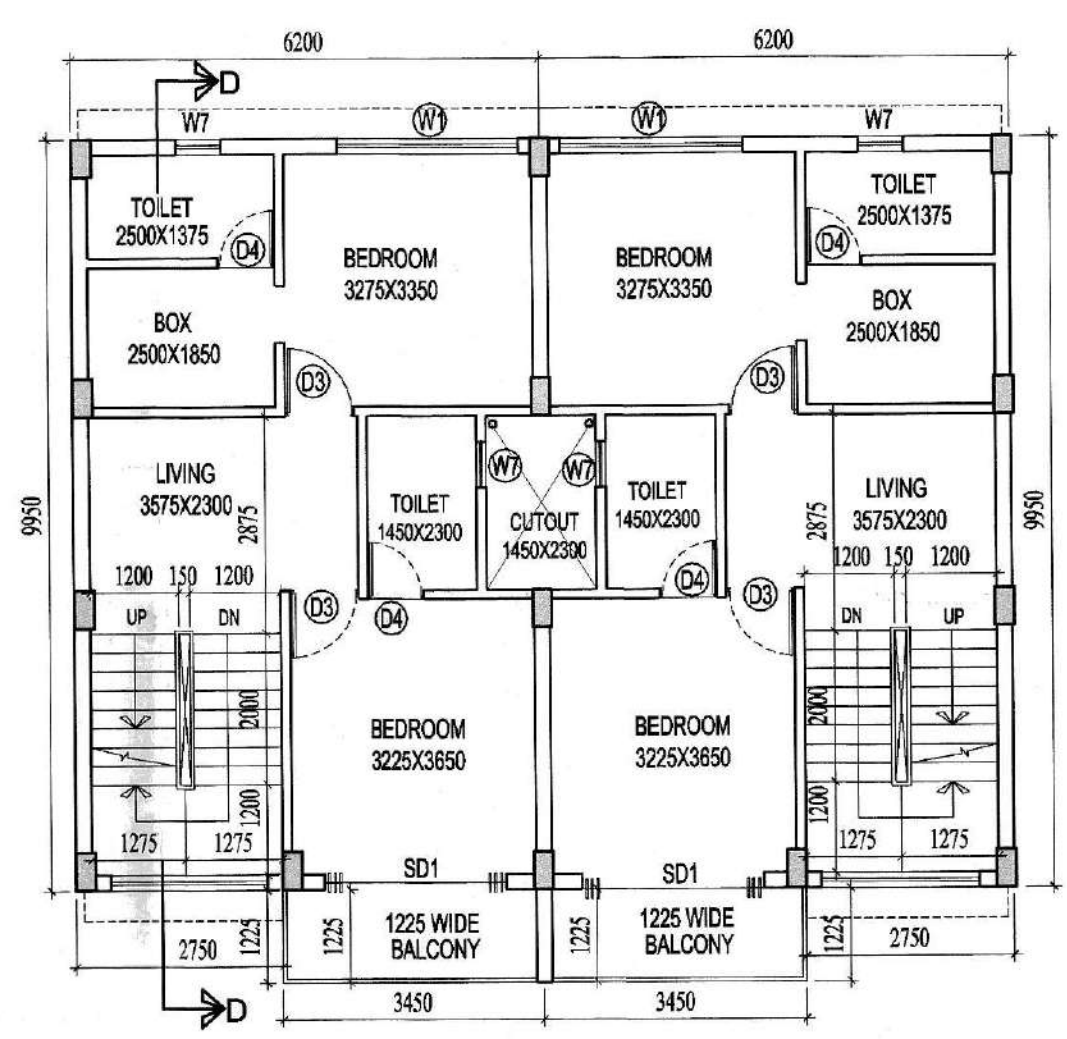 6200
6200
D
W7
W1
W1
W7
TOILET
2500X1375
D4
BEDROOM
3275X3350
BEDROOM
3275X3350
TOILET
2500X1375
D4
BOX
2500X1850
BOX
2500X1850
D3
D3
9950
LIVING
3575X2300
2875
TOILET
1450X2300
W7
W7
CUTOUT
1450X2300
TOILET
1450X2300
2875
LIVING
3575X2300
9950
1200
150
1200
1200
150
1200
UP
DN
D3
D4
D4
D3
DN
UP
2000
BEDROOM
3225X3650
BEDROOM
3225X3650
2000
1200
1200
1275
1275
1275
1275
SD1
SD1
1225
1225
1225 WIDE
BALCONY
1225
1225 WIDE
BALCONY
1225
2750
2750
D
3450
3450